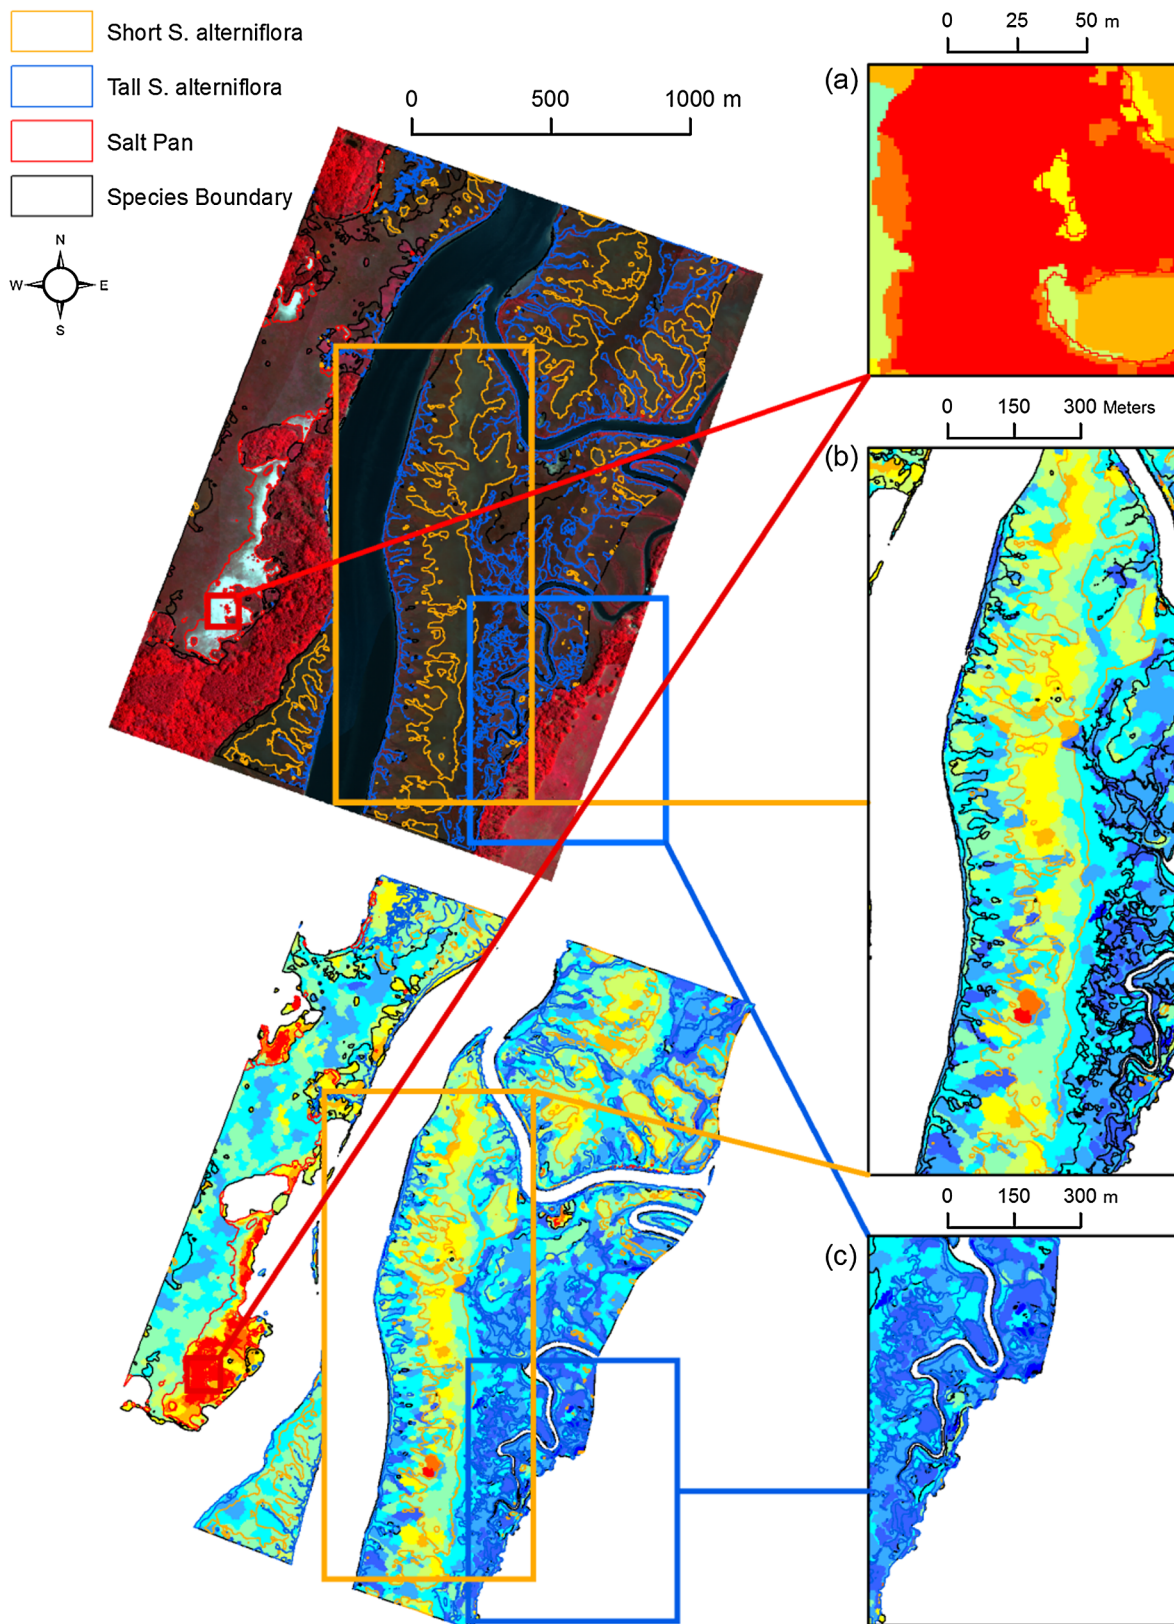 Short S. alterniflora
Tall S. alterniflora
Salt Pan
Species Boundary
N
W E
S
0 500 1000 m
0 25 50 m
(a)
0 150 300 Meters
(b)
0 150 300 m
(c)